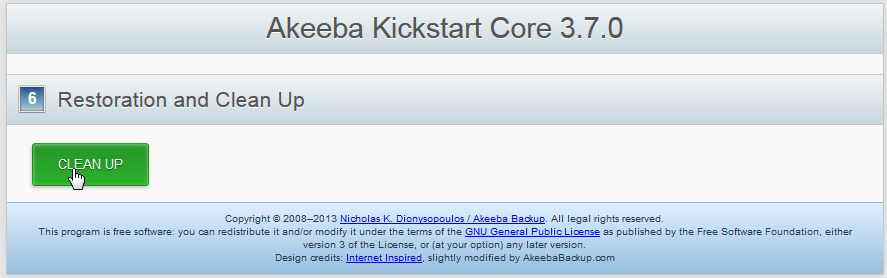 Akeeba Kickstart Core 3.7.0
6 Restoration and Clean Up
CLEAN UP
Copyright © 2008–2013 Nicholas K. Dionysopoulos / Akeeba Backup. All legal rights reserved.
This program is free software: you can redistribute it and/or modify it under the terms of the GNU General Public License as published by the Free Software Foundation, either
version 3 of the License, or (at your option) any later version.
Design credits: Internet Inspired, slightly modified by AkeebaBackup.com